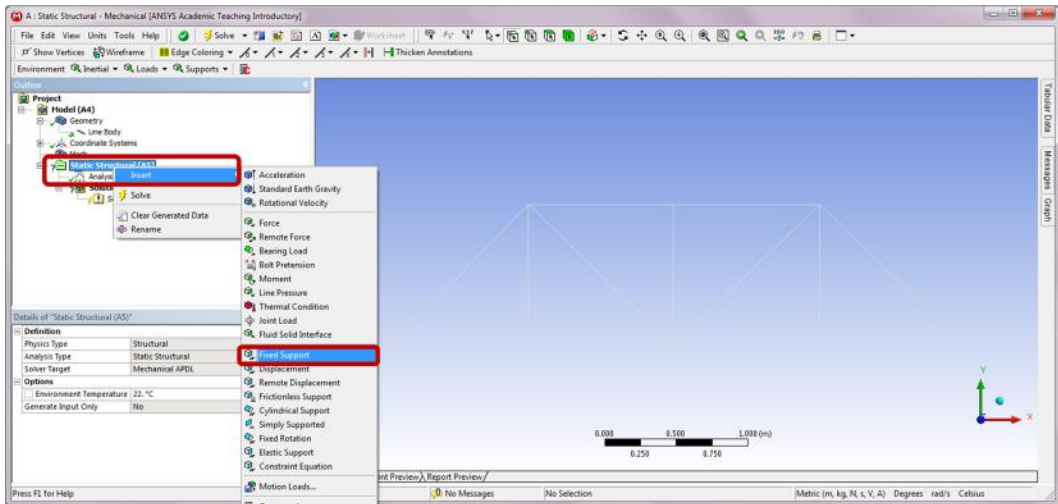 A : Static Structural - Mechanical [ANSYS Academic Teaching Introductory]
File Edit View Units Tools Help Solve Worksheet
Show Vertices Wireframe Edge Coloring Thicken Annotations
Environment Inertial Loads Supports
Outline
Project
Model (A4)
Geometry
Line Body
Coordinate Systems
Mesh
Static Structural (A5)
Insert
Solve
Clear Generated Data
Rename
Acceleration
Standard Earth Gravity
Rotational Velocity
Force
Remote Force
Bearing Load
Bolt Pretension
Moment
Line Pressure
Thermal Condition
Joint Load
Fluid Solid Interface
Fixed Support
Displacement
Remote Displacement
Frictionless Support
Cylindrical Support
Simply Supported
Fixed Rotation
Elastic Support
Constraint Equation
Motion Loads...
Details of "Static Structural (A5)"
Definition
Physics Type Structural
Analysis Type Static Structural
Solver Target Mechanical APDL
Options
Environment Temperature 22. °C
Generate Input Only No
Tabular Data
Messages
Graph
Y
X
0.000 0.500 1.000 (m)
0.250 0.750
int Preview Report Preview
Press F1 for Help No Messages No Selection Metric (m, kg, N, s, V, A) Degrees rad/s Celsius